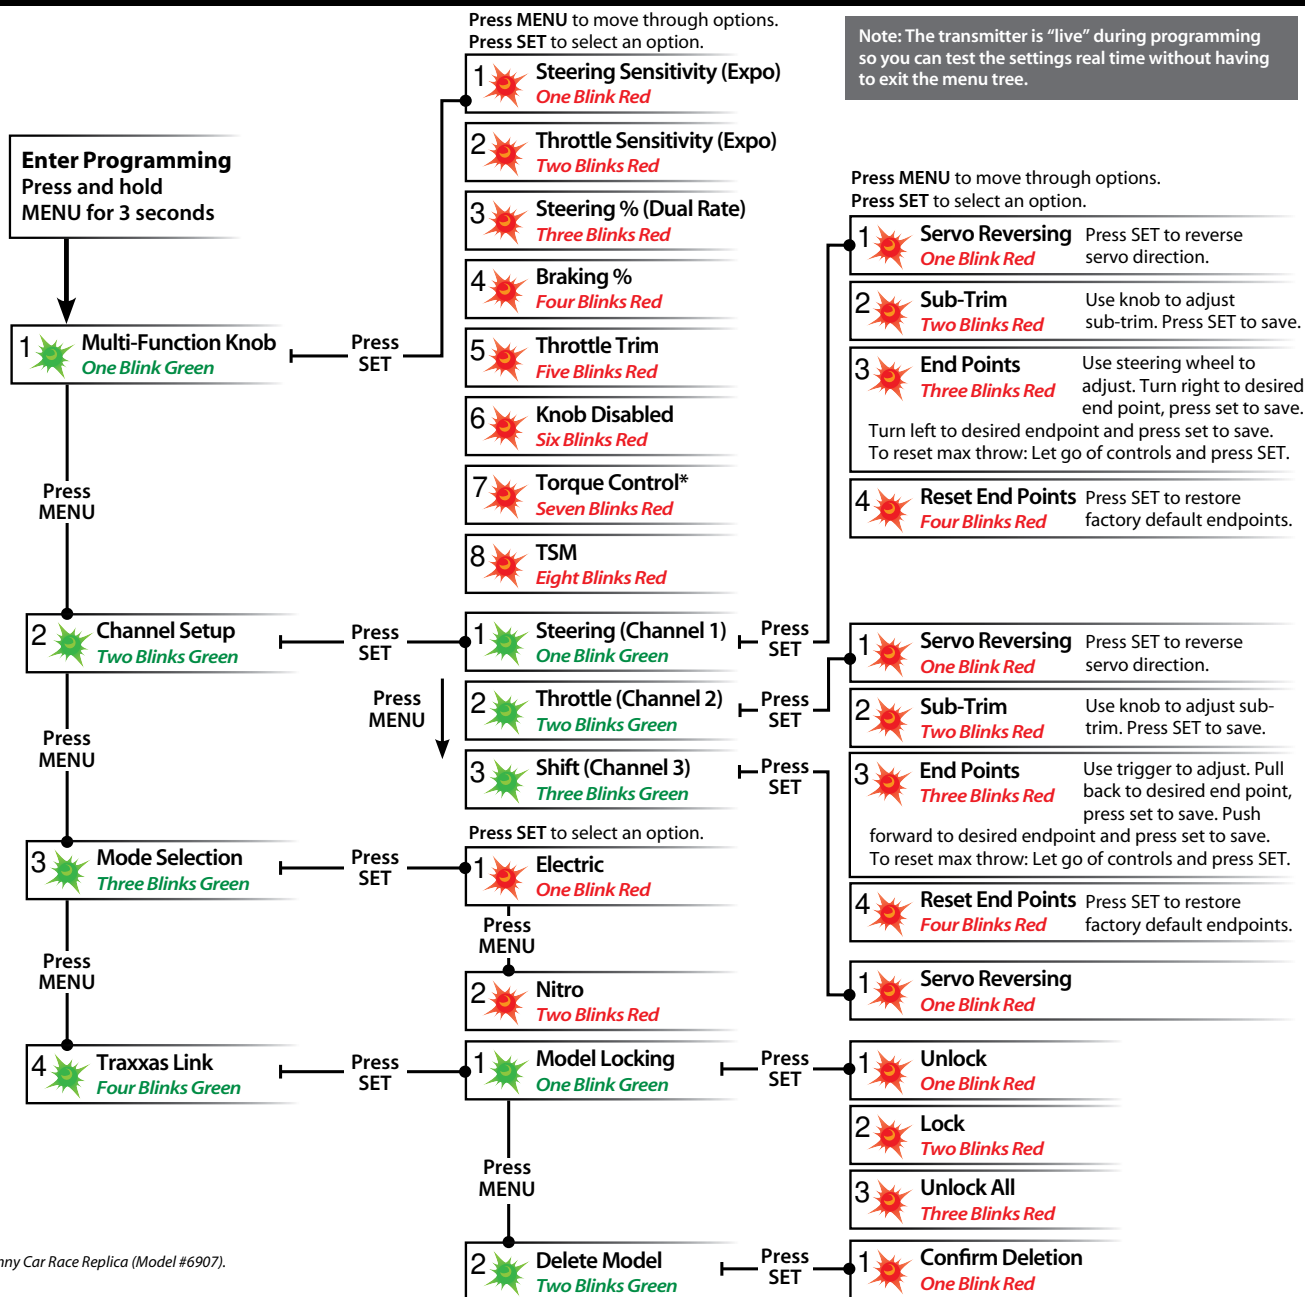 Press MENU to move through options.
Press SET to select an option.
Note: The transmitter is “live” during programming
so you can test the settings real time without having
to exit the menu tree.
Enter Programming
Press and hold
MENU for 3 seconds
1 Multi-Function Knob
One Blink Green
Press
SET
1 Steering Sensitivity (Expo)
One Blink Red
2 Throttle Sensitivity (Expo)
Two Blinks Red
3 Steering % (Dual Rate)
Three Blinks Red
4 Braking %
Four Blinks Red
5 Throttle Trim
Five Blinks Red
6 Knob Disabled
Six Blinks Red
7 Torque Control*
Seven Blinks Red
8 TSM
Eight Blinks Red
Press
MENU
2 Channel Setup
Two Blinks Green
Press
SET
1 Steering (Channel 1)
One Blink Green
Press
SET
Press
MENU
2 Throttle (Channel 2)
Two Blinks Green
Press
SET
3 Shift (Channel 3)
Three Blinks Green
Press
SET
Press MENU to move through options.
Press SET to select an option.
1 Servo Reversing Press SET to reverse
One Blink Red servo direction.
2 Sub-Trim Use knob to adjust
Two Blinks Red sub-trim. Press SET to save.
3 End Points Use steering wheel to
Three Blinks Red adjust. Turn right to desired
end point, press set to save.
Turn left to desired endpoint and press set to save.
To reset max throw: Let go of controls and press SET.
4 Reset End Points Press SET to restore
Four Blinks Red factory default endpoints.
1 Servo Reversing Press SET to reverse
One Blink Red servo direction.
2 Sub-Trim Use knob to adjust sub-
Two Blinks Red trim. Press SET to save.
3 End Points Use trigger to adjust. Pull
Three Blinks Red back to desired end point,
press set to save. Push
forward to desired endpoint and press set to save.
To reset max throw: Let go of controls and press SET.
4 Reset End Points Press SET to restore
Four Blinks Red factory default endpoints.
1 Servo Reversing
One Blink Red
Press
MENU
3 Mode Selection
Three Blinks Green
Press
SET
Press SET to select an option.
1 Electric
One Blink Red
Press
MENU
2 Nitro
Two Blinks Red
Press
MENU
4 Traxxas Link
Four Blinks Green
Press
SET
1 Model Locking
One Blink Green
Press
SET
1 Unlock
One Blink Red
2 Lock
Two Blinks Red
3 Unlock All
Three Blinks Red
Press
MENU
2 Delete Model
Two Blinks Green
Press
SET
1 Confirm Deletion
One Blink Red
nny Car Race Replica (Model #6907).